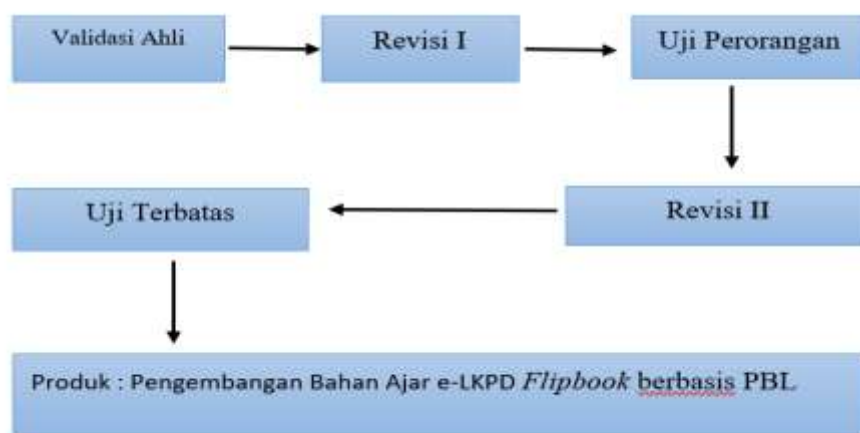 Validasi Ahli
Revisi I
Uji Perorangan
Revisi II
Uji Terbatas
Produk : Pengembangan Bahan Ajar e-LKPD Flipbook berbasis PBL